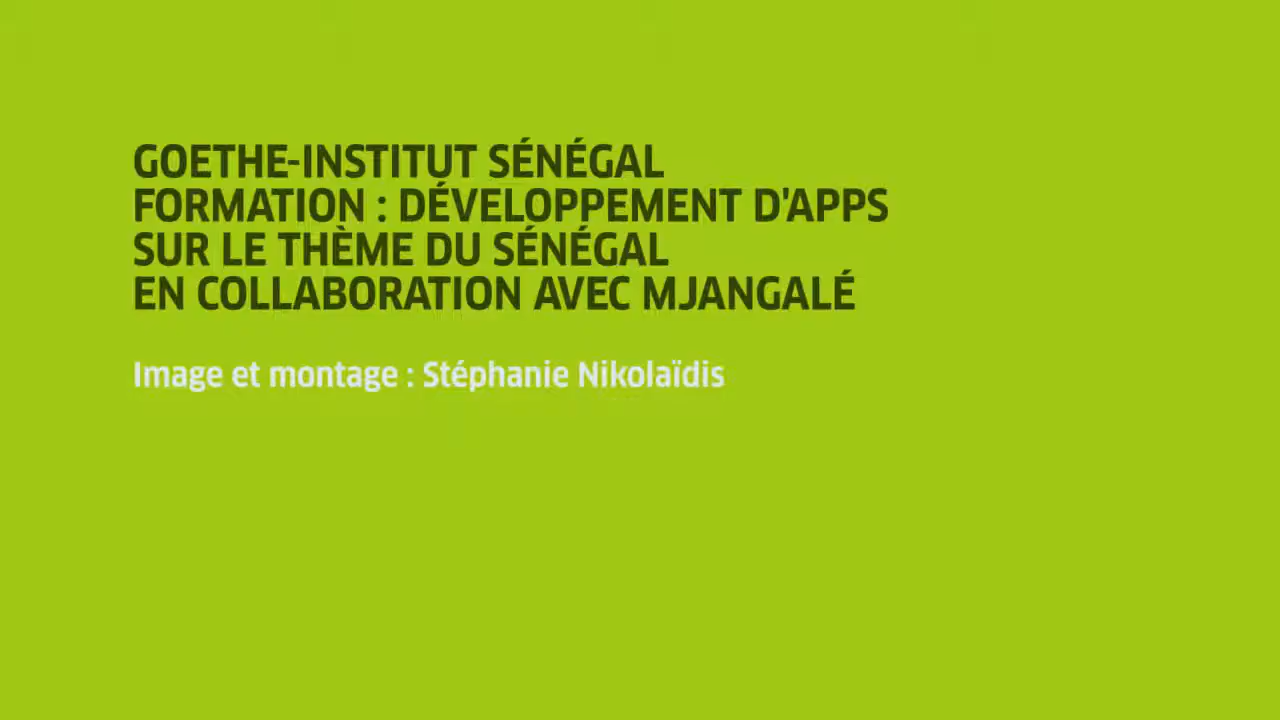 GOETHE-INSTITUT SÉNÉGAL
FORMATION : DÉVELOPPEMENT D'APPS
SUR LE THÈME DU SÉNÉGAL
EN COLLABORATION AVEC MJANGALÉ
Image et montage : Stéphanie Nikolaïdis